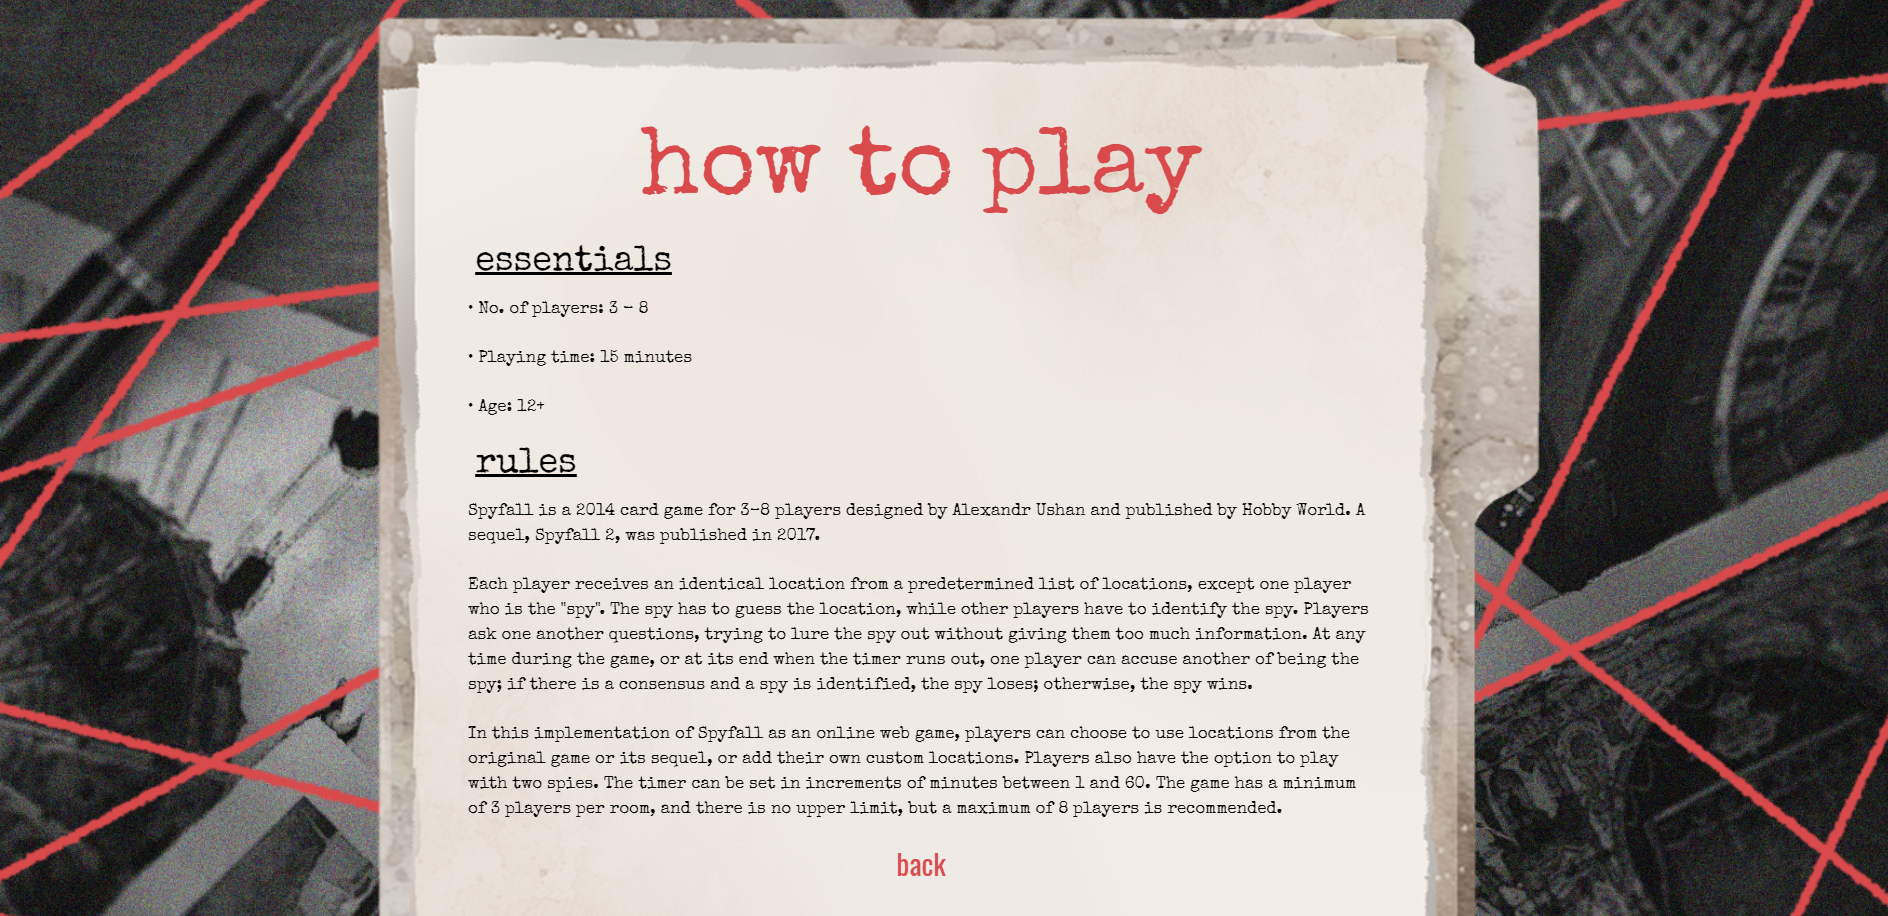 how to play
essentials
• No. of players: 3 - 8
• Playing time: 15 minutes
• Age: 12+
rules
Spyfall is a 2014 card game for 3-8 players designed by Alexandr Ushan and published by Hobby World. A
sequel, Spyfall 2, was published in 2017.
Each player receives an identical location from a predetermined list of locations, except one player
who is the "spy". The spy has to guess the location, while other players have to identify the spy. Players
ask one another questions, trying to lure the spy out without giving them too much information. At any
time during the game, or at its end when the timer runs out, one player can accuse another of being the
spy; if there is a consensus and a spy is identified, the spy loses; otherwise, the spy wins.
In this implementation of Spyfall as an online web game, players can choose to use locations from the
original game or its sequel, or add their own custom locations. Players also have the option to play
with two spies. The timer can be set in increments of minutes between 1 and 60. The game has a minimum
of 3 players per room, and there is no upper limit, but a maximum of 8 players is recommended.
back